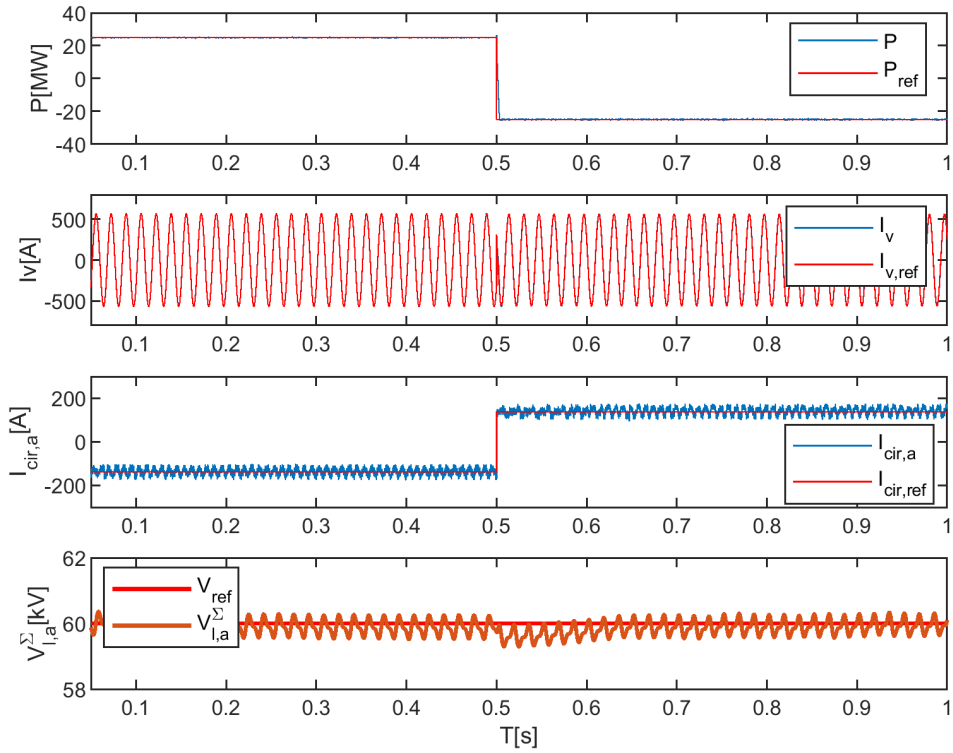 40
20
0
-20
-40
P[MW]
P
P_ref
0.1 0.2 0.3 0.4 0.5 0.6 0.7 0.8 0.9 1
500
0
-500
Iv[A]
I_v
I_v,ref
0.1 0.2 0.3 0.4 0.5 0.6 0.7 0.8 0.9 1
200
0
-200
I_cir,a[A]
I_cir,a
I_cir,ref
0.1 0.2 0.3 0.4 0.5 0.6 0.7 0.8 0.9 1
62
60
58
V_l,a^Σ[kV]
V_ref
V_l,a^Σ
0.1 0.2 0.3 0.4 0.5 0.6 0.7 0.8 0.9 1
T[s]